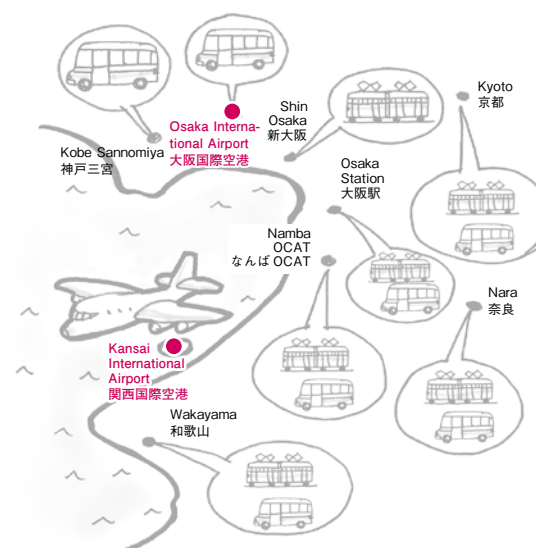 Kyoto
京都
Shin
Osaka
新大阪
Osaka Interna-
tional Airport
大阪国際空港
Kobe Sannomiya
神戸三宮
Osaka
Station
大阪駅
Namba
OCAT
なんば OCAT
Nara
奈良
Kansai
International
Airport
関西国際空港
Wakayama
和歌山